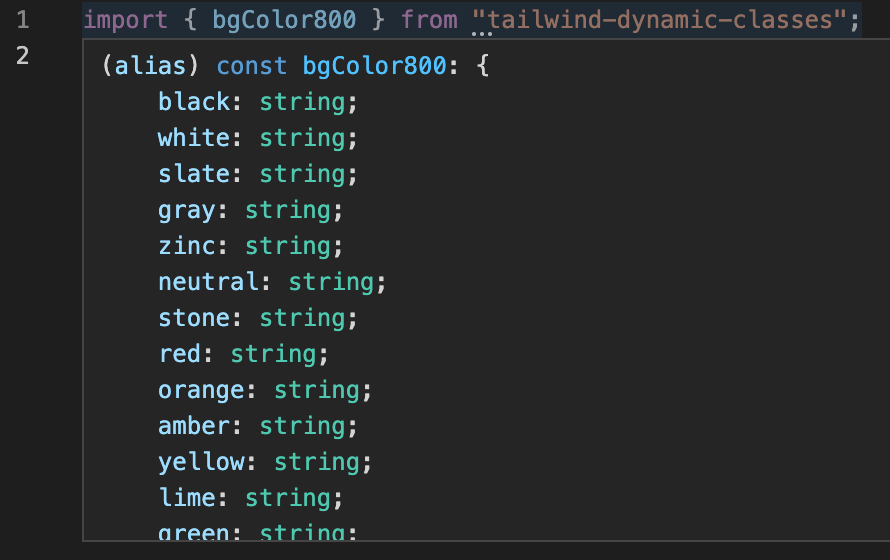 1 import { bgColor800 } from "tailwind-dynamic-classes";
2
(alias) const bgColor800: {
    black: string;
    white: string;
    slate: string;
    gray: string;
    zinc: string;
    neutral: string;
    stone: string;
    red: string;
    orange: string;
    amber: string;
    yellow: string;
    lime: string;
    green: string;